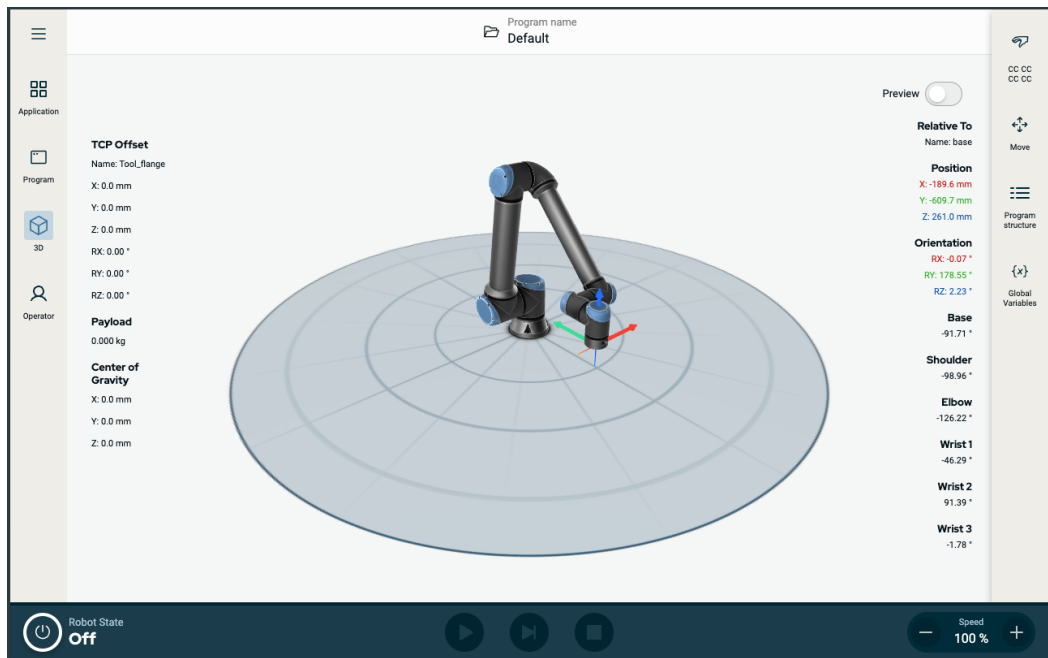 Program name
Default
Application
Program
3D
Operator
TCP Offset
Name: Tool_flange
X: 0.0 mm
Y: 0.0 mm
Z: 0.0 mm
RX: 0.00 °
RY: 0.00 °
RZ: 0.00 °
Payload
0.000 kg
Center of
Gravity
X: 0.0 mm
Y: 0.0 mm
Z: 0.0 mm
Preview
Relative To
Name: base
Position
X: -189.6 mm
Y: -609.7 mm
Z: 261.0 mm
Orientation
RX: -0.07 °
RY: 178.55 °
RZ: 2.23 °
Base
-91.71 °
Shoulder
-98.96 °
Elbow
-126.22 °
Wrist 1
-46.29 °
Wrist 2
91.39 °
Wrist 3
-1.78 °
CC CC
CC CC
Move
Program
structure
{x}
Global
Variables
Robot State
Off
Speed
100 %